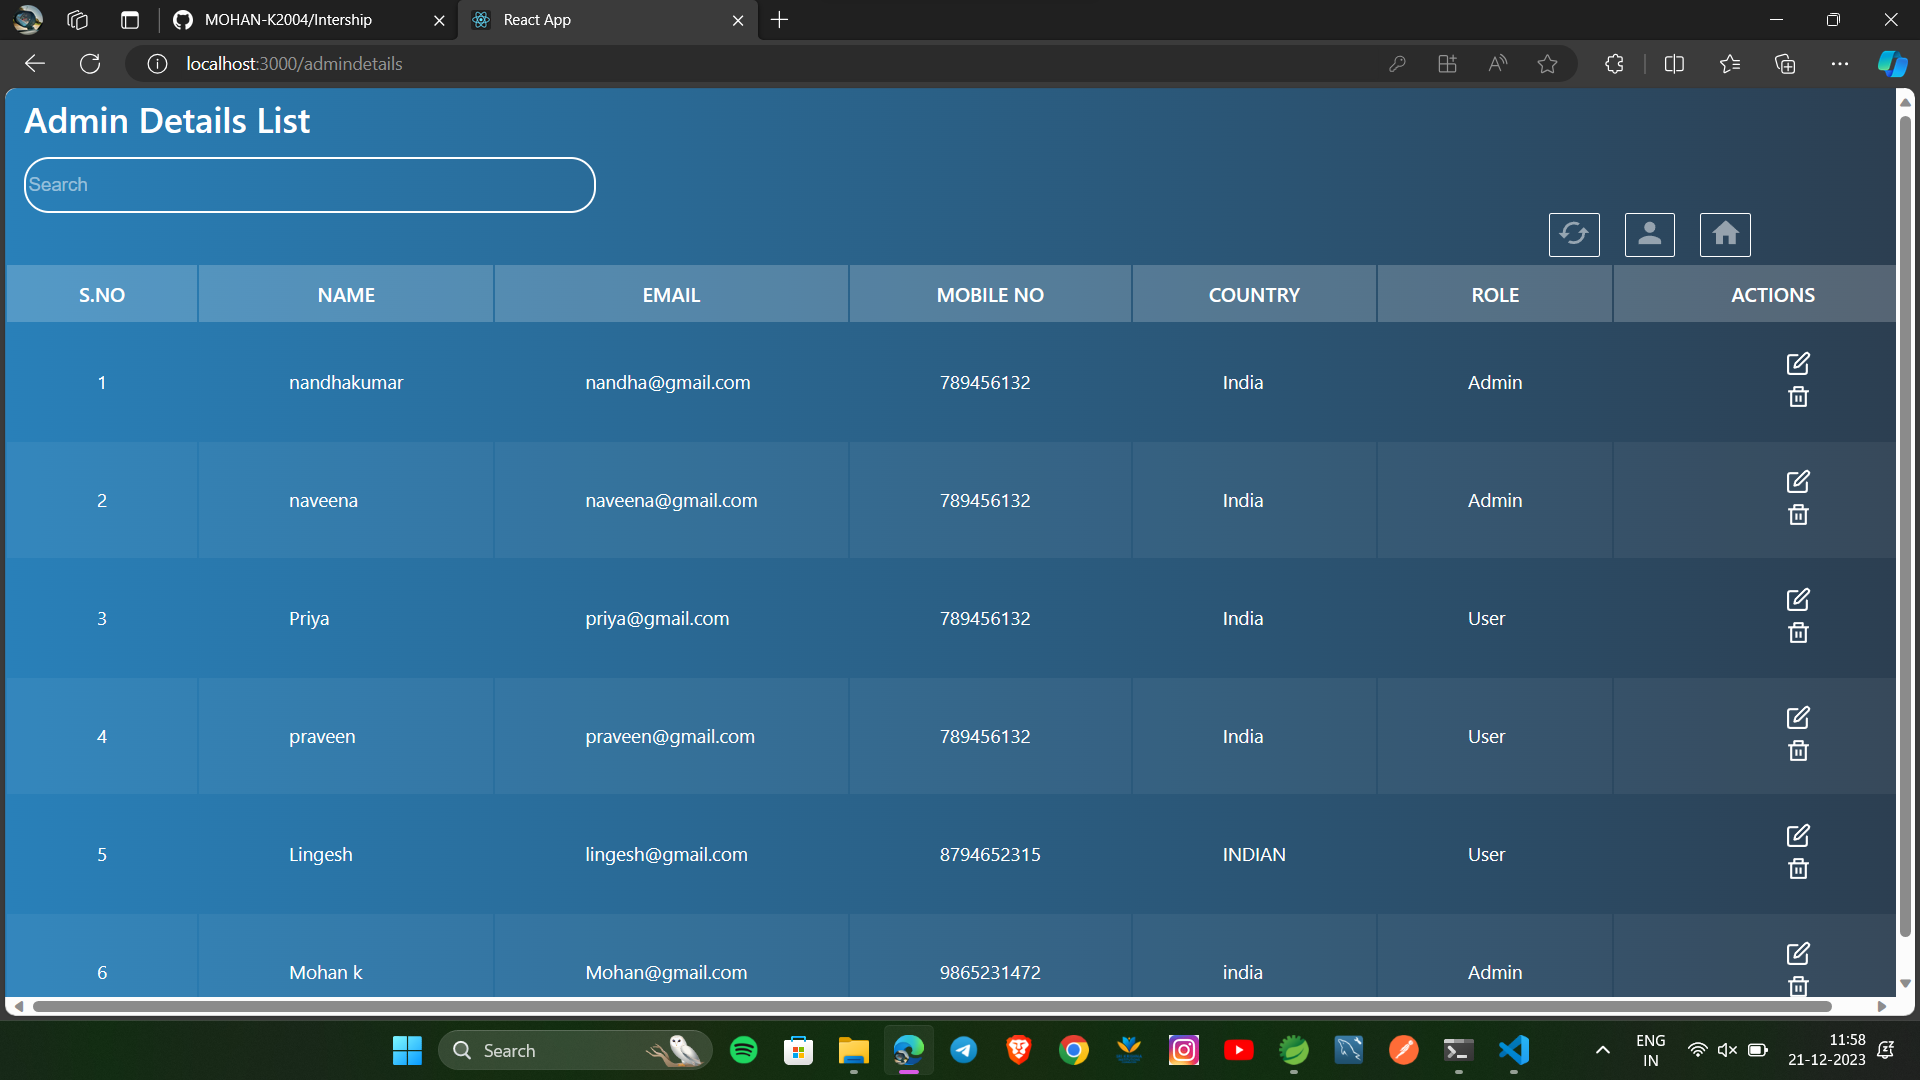 MOHAN-K2004/Intership
React App
localhost:3000/admindetails
Admin Details List
Search
S.NO NAME EMAIL MOBILE NO COUNTRY ROLE ACTIONS
1 nandhakumar nandha@gmail.com 789456132 India Admin
2 naveena naveena@gmail.com 789456132 India Admin
3 Priya priya@gmail.com 789456132 India User
4 praveen praveen@gmail.com 789456132 India User
5 Lingesh lingesh@gmail.com 8794652315 INDIAN User
6 Mohan k Mohan@gmail.com 9865231472 india Admin
Search
ENG
IN
11:58
21-12-2023